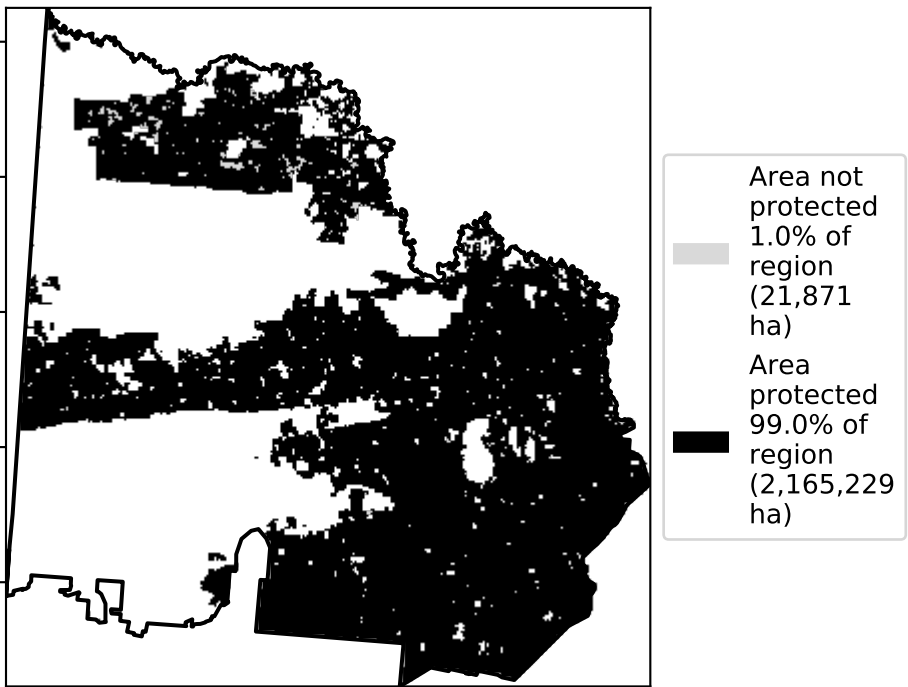 Area not
protected
1.0% of
region
(21,871
ha)
Area
protected
99.0% of
region
(2,165,229
ha)